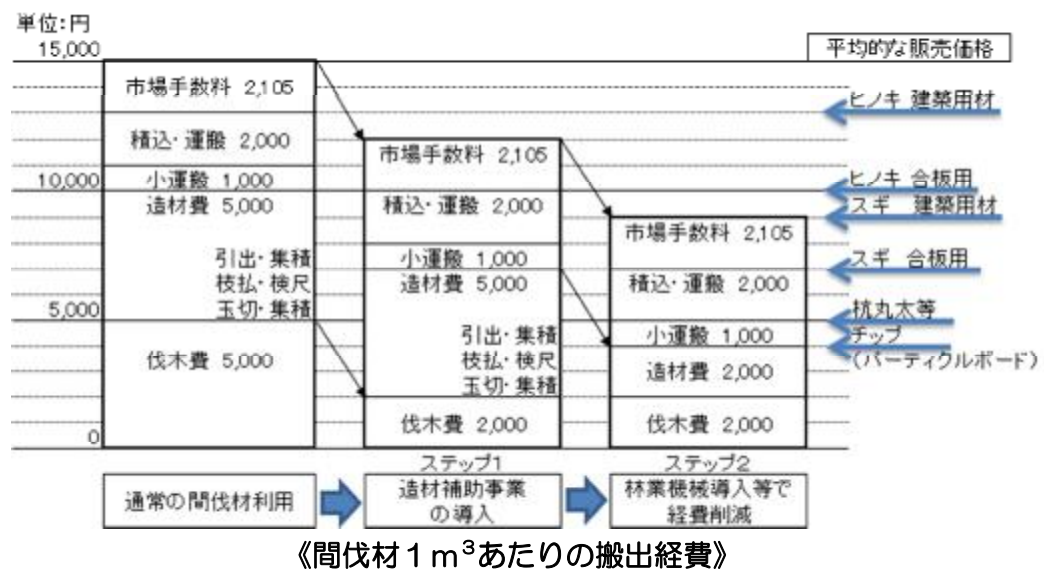 単位:円
15,000
10,000
5,000
0
市場手数料 2,105
積込・運搬 2,000
小運搬 1,000
造材費 5,000
引出・集積
枝払・検尺
玉切・集積
伐木費 5,000
通常の間伐材利用
市場手数料 2,105
積込・運搬 2,000
小運搬 1,000
造材費 5,000
引出・集積
枝払・検尺
玉切・集積
伐木費 2,000
ステップ1
造材補助事業
の導入
市場手数料 2,105
積込・運搬 2,000
小運搬 1,000
造材費 2,000
伐木費 2,000
ステップ2
林業機械導入等で
経費削減
平均的な販売価格
ヒノキ 建築用材
ヒノキ 合板用
スギ 建築用材
スギ 合板用
杭丸太等
チップ
(パーティクルボード)
《間伐材1m³あたりの搬出経費》